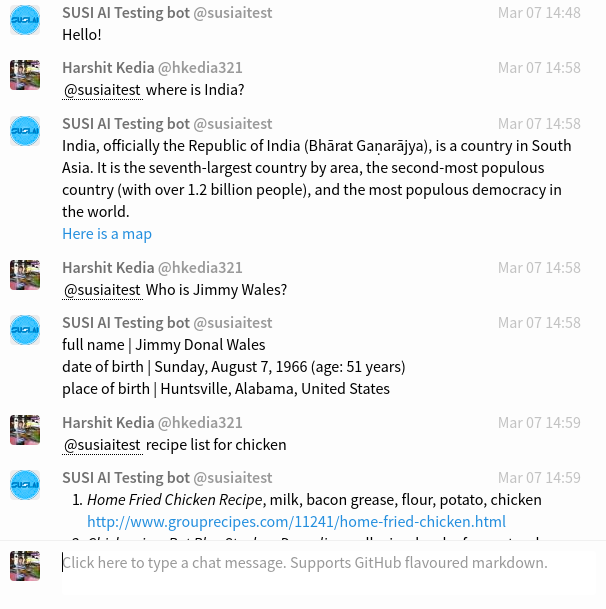 SUSI AI Testing bot @susiaitest Mar 07 14:48
Hello!
Harshit Kedia @hkedia321 Mar 07 14:58
@susiaitest where is India?
SUSI AI Testing bot @susiaitest Mar 07 14:58
India, officially the Republic of India (Bhārat Gaṇarājya), is a country in South
Asia. It is the seventh-largest country by area, the second-most populous
country (with over 1.2 billion people), and the most populous democracy in
the world.
Here is a map
Harshit Kedia @hkedia321 Mar 07 14:58
@susiaitest Who is Jimmy Wales?
SUSI AI Testing bot @susiaitest Mar 07 14:58
full name | Jimmy Donal Wales
date of birth | Sunday, August 7, 1966 (age: 51 years)
place of birth | Huntsville, Alabama, United States
Harshit Kedia @hkedia321 Mar 07 14:59
@susiaitest recipe list for chicken
SUSI AI Testing bot @susiaitest Mar 07 14:59
1. Home Fried Chicken Recipe, milk, bacon grease, flour, potato, chicken
http://www.grouprecipes.com/11241/home-fried-chicken.html
Click here to type a chat message. Supports GitHub flavoured markdown.